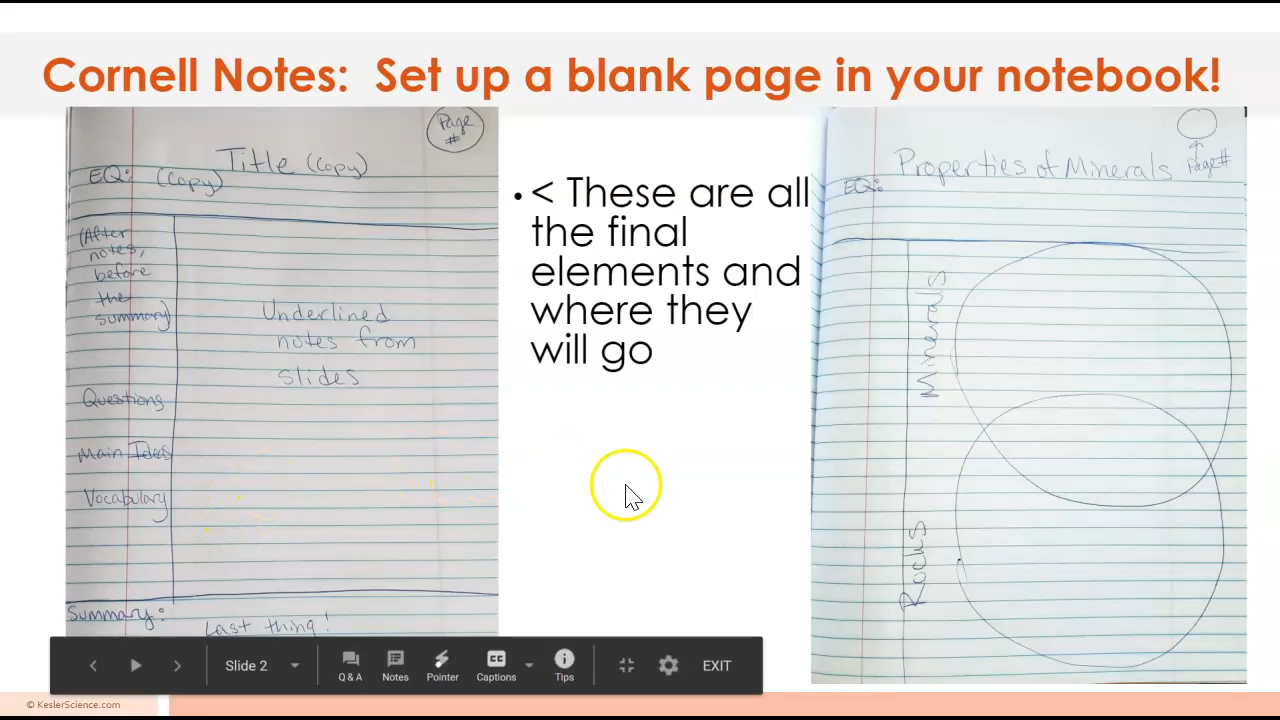 Cornell Notes: Set up a blank page in your notebook!
Page
#
Title (Copy)
EQ: (Copy)
(After
notes,
before
the
summary)
Underlined
notes from
slides
Questions
Main Ideas
Vocabulary
Summary:
Last thing!
• < These are all
the final
elements and
where they
will go
Page#
Properties of Minerals
EQ:
Minerals
Rocks
Slide 2
Q & A
Notes
Pointer
Captions
Tips
EXIT
© KeslerScience.com